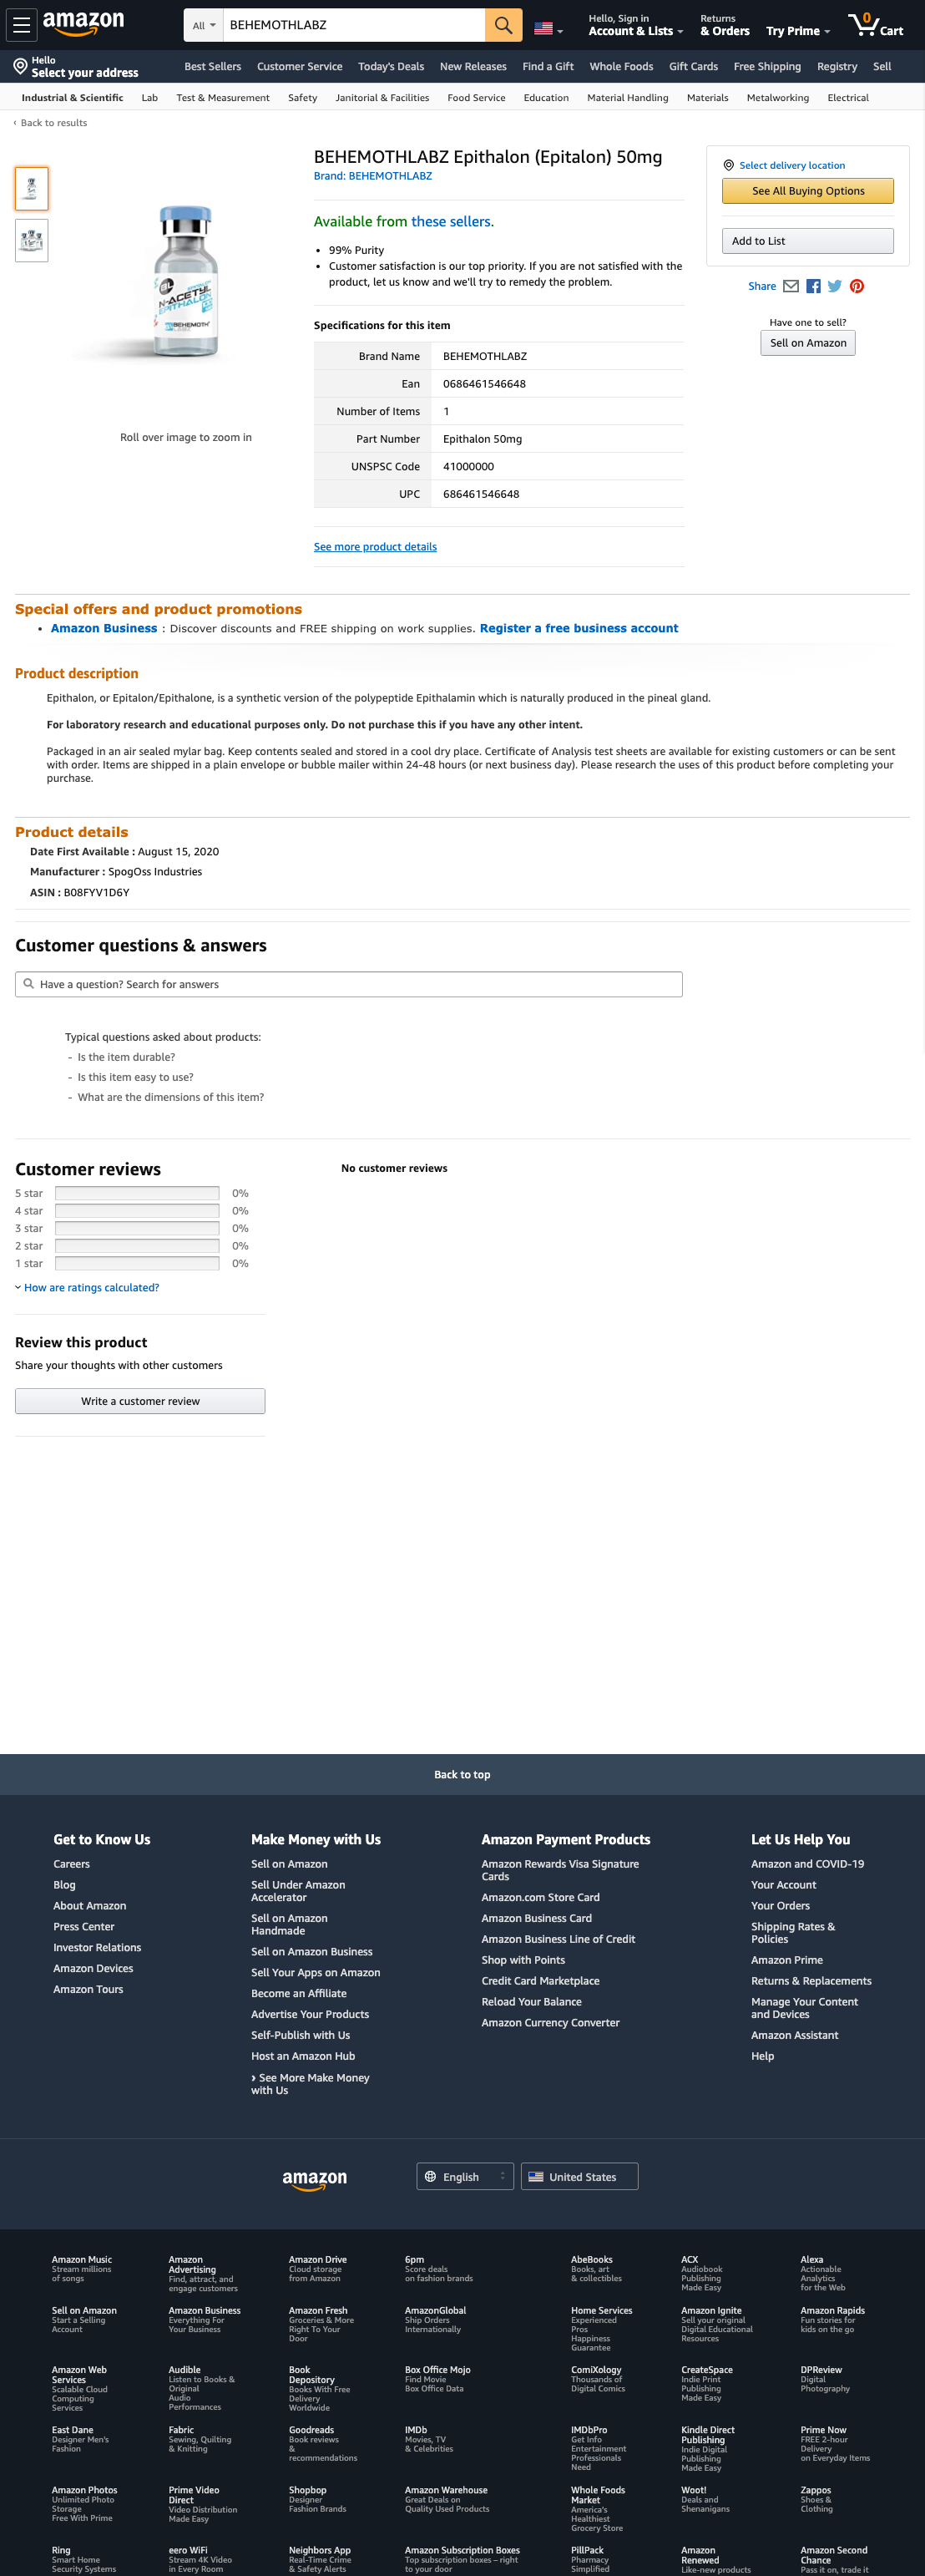 amazon
All
BEHEMOTHLABZ
Hello, Sign in
Account & Lists
Returns
& Orders
Try Prime
0
Cart
Hello
Select your address
Best Sellers Customer Service Today's Deals New Releases Find a Gift Whole Foods Gift Cards Free Shipping Registry Sell
Industrial & Scientific Lab Test & Measurement Safety Janitorial & Facilities Food Service Education Material Handling Materials Metalworking Electrical
‹ Back to results
N-ACETYL
EPITHALON
BEHEMOTH
Roll over image to zoom in
BEHEMOTHLABZ Epithalon (Epitalon) 50mg
Brand: BEHEMOTHLABZ
Available from these sellers.
• 99% Purity
• Customer satisfaction is our top priority. If you are not satisfied with the
product, let us know and we'll try to remedy the problem.
Specifications for this item
Brand Name BEHEMOTHLABZ
Ean 0686461546648
Number of Items 1
Part Number Epithalon 50mg
UNSPSC Code 41000000
UPC 686461546648
See more product details
Select delivery location
See All Buying Options
Add to List
Share
Have one to sell?
Sell on Amazon
Special offers and product promotions
• Amazon Business : Discover discounts and FREE shipping on work supplies. Register a free business account
Product description
Epithalon, or Epitalon/Epithalone, is a synthetic version of the polypeptide Epithalamin which is naturally produced in the pineal gland.
For laboratory research and educational purposes only. Do not purchase this if you have any other intent.
Packaged in an air sealed mylar bag. Keep contents sealed and stored in a cool dry place. Certificate of Analysis test sheets are available for existing customers or can be sent
with order. Items are shipped in a plain envelope or bubble mailer within 24-48 hours (or next business day). Please research the uses of this product before completing your
purchase.
Product details
Date First Available : August 15, 2020
Manufacturer : SpogOss Industries
ASIN : B08FYV1D6Y
Customer questions & answers
Have a question? Search for answers
Typical questions asked about products:
- Is the item durable?
- Is this item easy to use?
- What are the dimensions of this item?
Customer reviews
5 star 0%
4 star 0%
3 star 0%
2 star 0%
1 star 0%
How are ratings calculated?
Review this product
Share your thoughts with other customers
Write a customer review
No customer reviews
Back to top
Get to Know Us
Careers
Blog
About Amazon
Press Center
Investor Relations
Amazon Devices
Amazon Tours
Make Money with Us
Sell on Amazon
Sell Under Amazon
Accelerator
Sell on Amazon
Handmade
Sell on Amazon Business
Sell Your Apps on Amazon
Become an Affiliate
Advertise Your Products
Self-Publish with Us
Host an Amazon Hub
› See More Make Money
with Us
Amazon Payment Products
Amazon Rewards Visa Signature
Cards
Amazon.com Store Card
Amazon Business Card
Amazon Business Line of Credit
Shop with Points
Credit Card Marketplace
Reload Your Balance
Amazon Currency Converter
Let Us Help You
Amazon and COVID-19
Your Account
Your Orders
Shipping Rates &
Policies
Amazon Prime
Returns & Replacements
Manage Your Content
and Devices
Amazon Assistant
Help
amazon
English
United States
Amazon Music
Stream millions
of songs
Amazon
Advertising
Find, attract, and
engage customers
Amazon Drive
Cloud storage
from Amazon
6pm
Score deals
on fashion brands
AbeBooks
Books, art
& collectibles
ACX
Audiobook
Publishing
Made Easy
Alexa
Actionable
Analytics
for the Web
Sell on Amazon
Start a Selling
Account
Amazon Business
Everything For
Your Business
Amazon Fresh
Groceries & More
Right To Your
Door
AmazonGlobal
Ship Orders
Internationally
Home Services
Experienced
Pros
Happiness
Guarantee
Amazon Ignite
Sell your original
Digital Educational
Resources
Amazon Rapids
Fun stories for
kids on the go
Amazon Web
Services
Scalable Cloud
Computing
Services
Audible
Listen to Books &
Original
Audio
Performances
Book
Depository
Books With Free
Delivery
Worldwide
Box Office Mojo
Find Movie
Box Office Data
ComiXology
Thousands of
Digital Comics
CreateSpace
Indie Print
Publishing
Made Easy
DPReview
Digital
Photography
East Dane
Designer Men's
Fashion
Fabric
Sewing, Quilting
& Knitting
Goodreads
Book reviews
&
recommendations
IMDb
Movies, TV
& Celebrities
IMDbPro
Get Info
Entertainment
Professionals
Need
Kindle Direct
Publishing
Indie Digital
Publishing
Made Easy
Prime Now
FREE 2-hour
Delivery
on Everyday Items
Amazon Photos
Unlimited Photo
Storage
Free With Prime
Prime Video
Direct
Video Distribution
Made Easy
Shopbop
Designer
Fashion Brands
Amazon Warehouse
Great Deals on
Quality Used Products
Whole Foods
Market
America's
Healthiest
Grocery Store
Woot!
Deals and
Shenanigans
Zappos
Shoes &
Clothing
Ring
Smart Home
Security Systems
eero WiFi
Stream 4K Video
in Every Room
Neighbors App
Real-Time Crime
& Safety Alerts
Amazon Subscription Boxes
Top subscription boxes – right
to your door
PillPack
Pharmacy
Simplified
Amazon
Renewed
Like-new products
Amazon Second
Chance
Pass it on, trade it